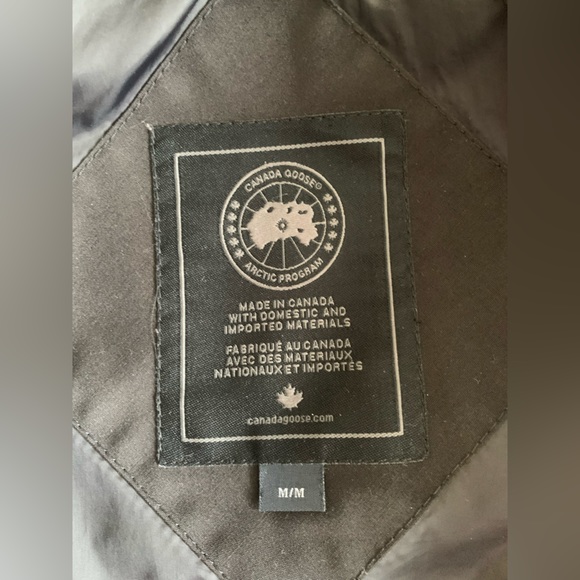 CANADA GOOSE®
ARCTIC PROGRAM
MADE IN CANADA
WITH DOMESTIC AND
IMPORTED MATERIALS
FABRIQUÉ AU CANADA
AVEC DES MATERIAUX
NATIONAUX ET IMPORTÉS
canadagoose.com
M/M